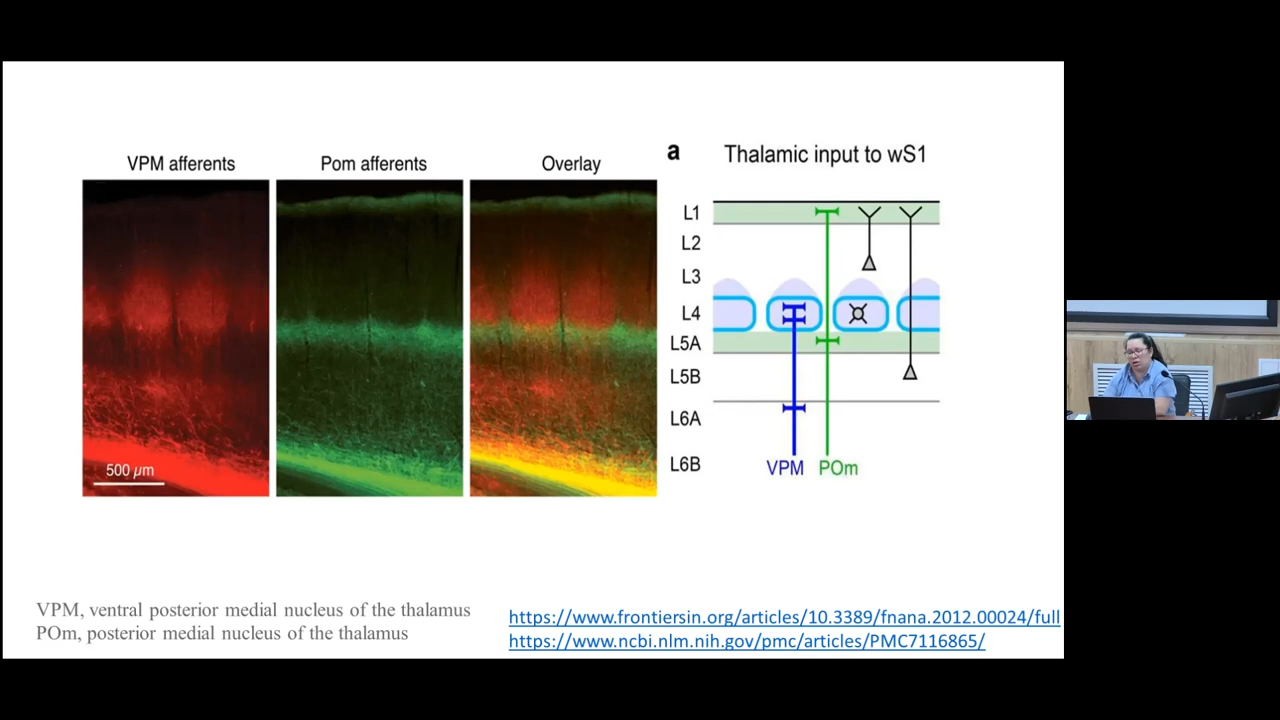 VPM afferents
Pom afferents
Overlay
500 µm
a
Thalamic input to wS1
L1
L2
L3
L4
L5A
L5B
L6A
L6B
VPM
POm
VPM, ventral posterior medial nucleus of the thalamus
POm, posterior medial nucleus of the thalamus
https://www.frontiersin.org/articles/10.3389/fnana.2012.00024/full
https://www.ncbi.nlm.nih.gov/pmc/articles/PMC7116865/